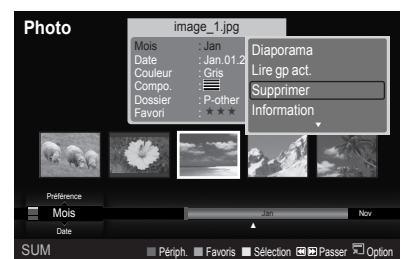 Photo
image_1.jpg
Mois : Jan
Date : Jan.01.2
Couleur : Gris
Compo. :
Dossier : P-other
Favori : ★★★
Diaporama
Lire gp act.
Supprimer
Information
Préférence
Mois
Date
Jan
Nov
SUM
Périph. Favoris Sélection Passer Option